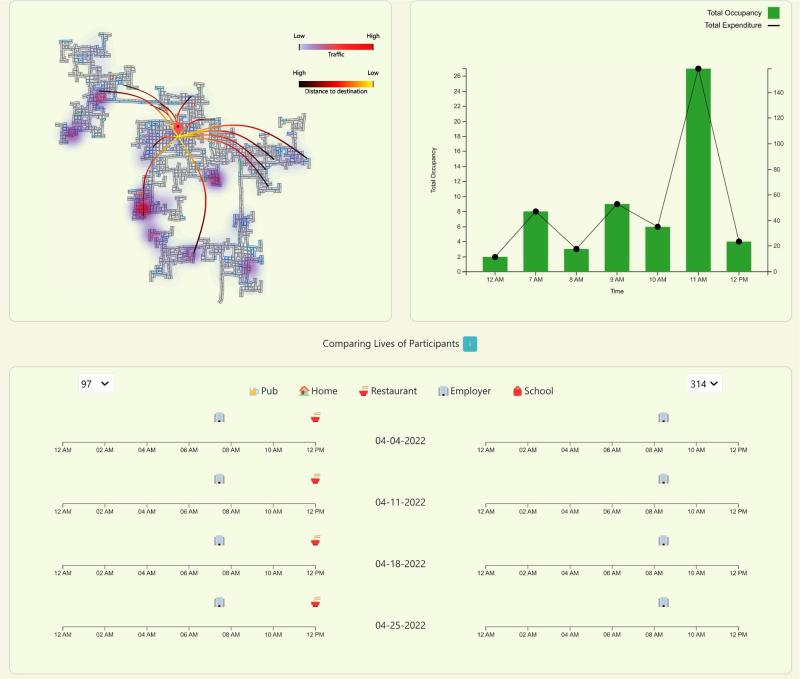 Low High
Traffic
High Low
Distance to destination
Total Occupancy
Total Expenditure
26
24
22
20
18
16
14
12
10
8
6
4
2
0
Total Occupancy
140
120
100
80
60
40
20
0
12 AM 7 AM 8 AM 9 AM 10 AM 11 AM 12 PM
Time
Comparing Lives of Participants
97
Pub Home Restaurant Employer School
314
04-04-2022
12 AM 02 AM 04 AM 06 AM 08 AM 10 AM 12 PM
12 AM 02 AM 04 AM 06 AM 08 AM 10 AM 12 PM
04-11-2022
12 AM 02 AM 04 AM 06 AM 08 AM 10 AM 12 PM
12 AM 02 AM 04 AM 06 AM 08 AM 10 AM 12 PM
04-18-2022
12 AM 02 AM 04 AM 06 AM 08 AM 10 AM 12 PM
12 AM 02 AM 04 AM 06 AM 08 AM 10 AM 12 PM
04-25-2022
12 AM 02 AM 04 AM 06 AM 08 AM 10 AM 12 PM
12 AM 02 AM 04 AM 06 AM 08 AM 10 AM 12 PM